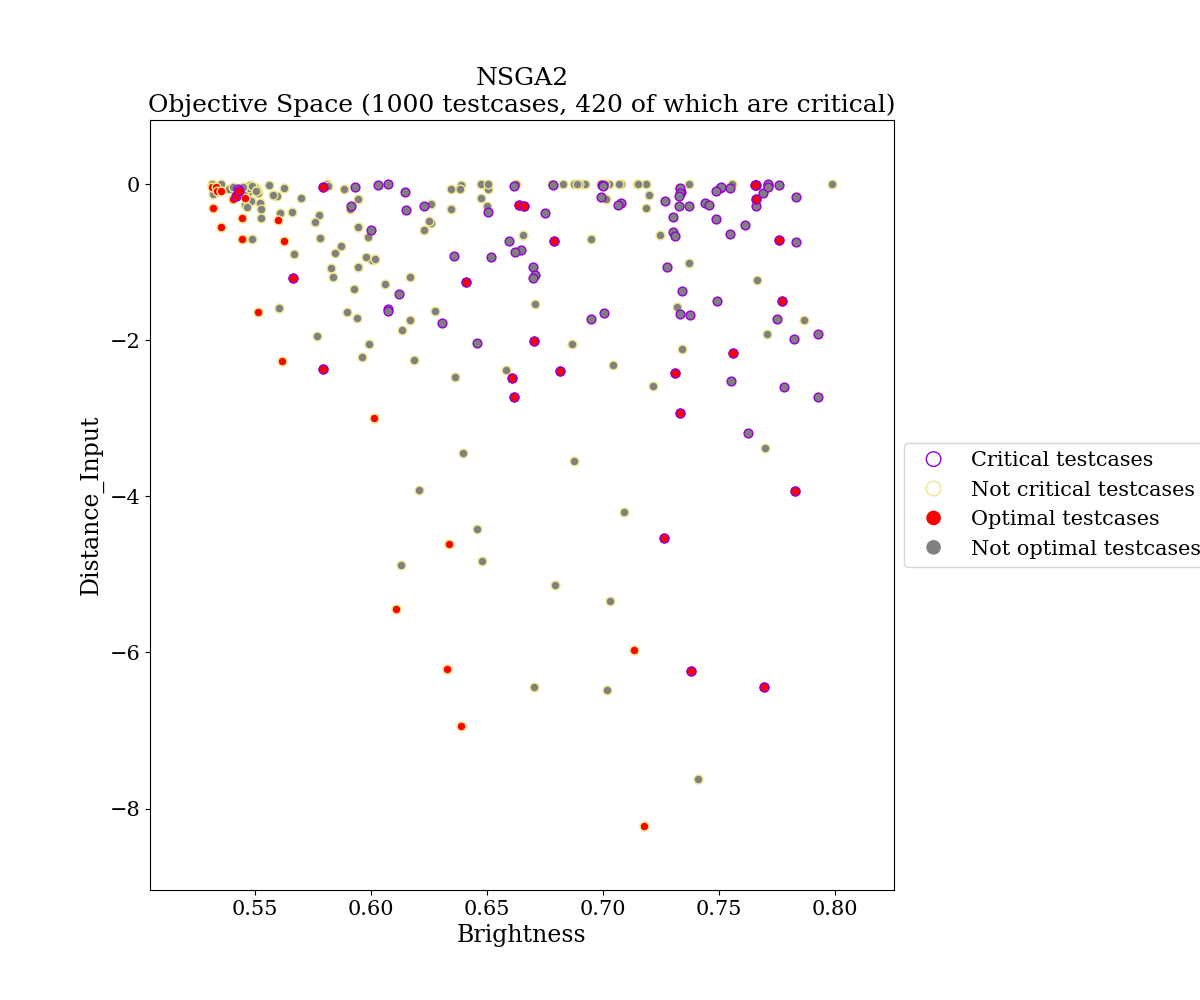 NSGA2
Objective Space (1000 testcases, 420 of which are critical)
0
−2
−4
−6
−8
Distance_Input
0.55 0.60 0.65 0.70 0.75 0.80
Brightness
Critical testcases
Not critical testcases
Optimal testcases
Not optimal testcases